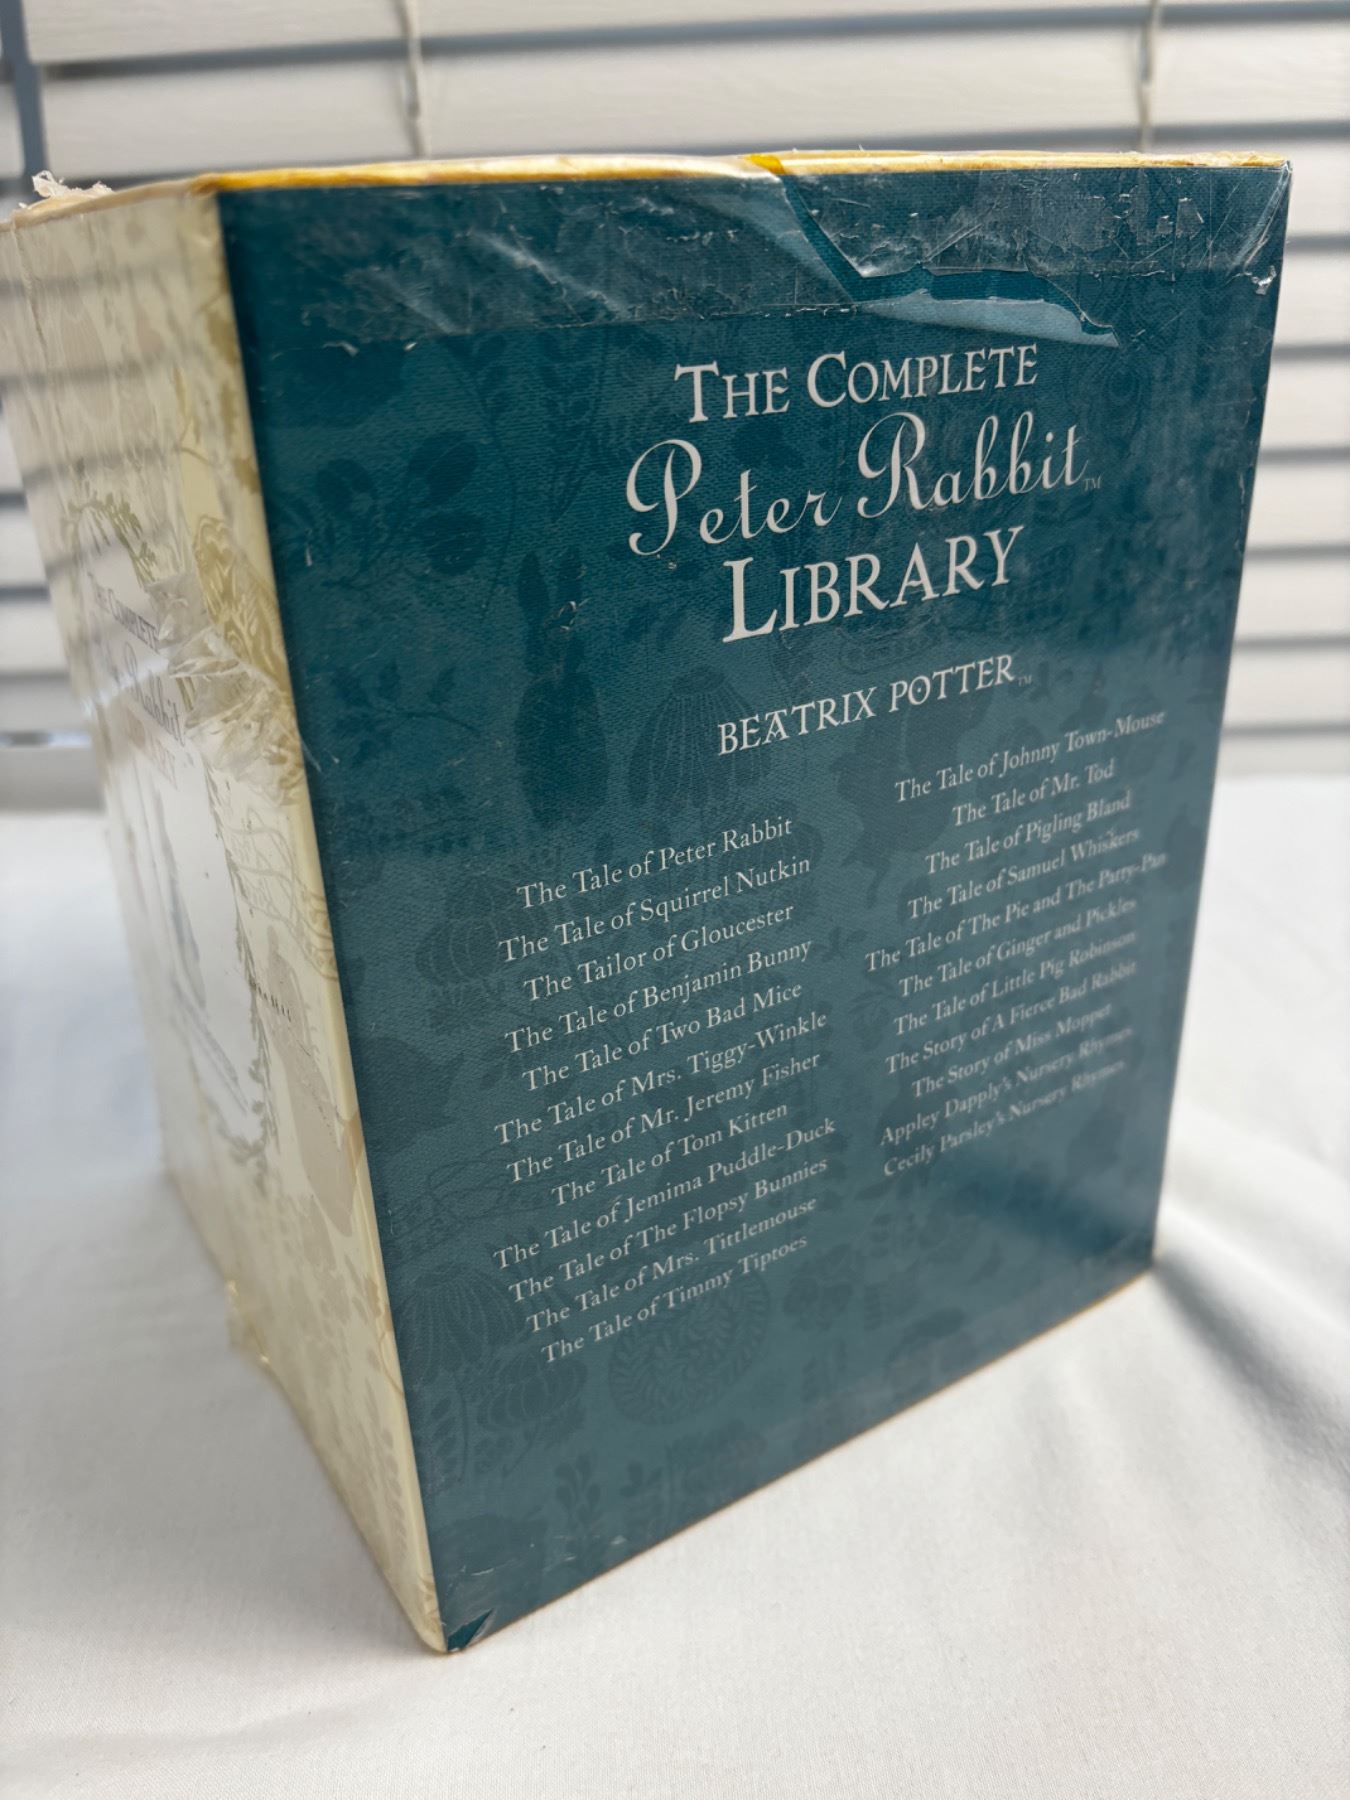 THE COMPLETE
Peter Rabbit™
LIBRARY
BEATRIX POTTER™
The Tale of Peter Rabbit
The Tale of Squirrel Nutkin
The Tailor of Gloucester
The Tale of Benjamin Bunny
The Tale of Two Bad Mice
The Tale of Mrs. Tiggy-Winkle
The Tale of Mr. Jeremy Fisher
The Tale of Tom Kitten
The Tale of Jemima Puddle-Duck
The Tale of The Flopsy Bunnies
The Tale of Mrs. Tittlemouse
The Tale of Timmy Tiptoes
The Tale of Johnny Town-Mouse
The Tale of Mr. Tod
The Tale of Pigling Bland
The Tale of Samuel Whiskers
The Tale of The Pie and The Patty-Pan
The Tale of Ginger and Pickles
The Tale of Little Pig Robinson
The Story of A Fierce Bad Rabbit
The Story of Miss Moppet
Appley Dapply's Nursery Rhymes
Cecily Parsley's Nursery Rhymes
THE COMPLETE
Rabbit